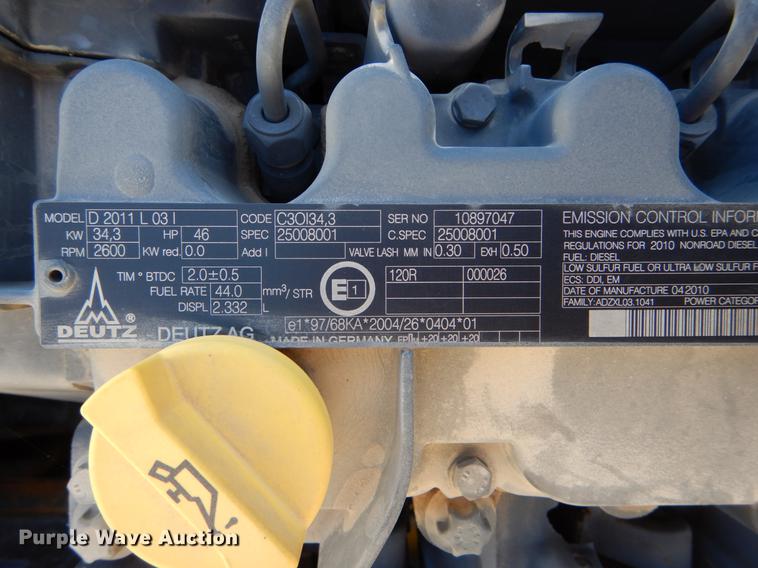 MODEL D 2011 L 03 I CODE C3OI34,3 SER NO 10897047
KW 34,3 HP 46 SPEC 25008001 C.SPEC 25008001
RPM 2600 KW red. 0.0 Add I VALVE LASH MM IN 0.30 EXH 0.50
TIM ° BTDC 2.0±0.5
FUEL RATE 44.0 mm³/ STR
DISPL 2.332 L
E 1
120R 000026
e1*97/68KA*2004/26*0404*01
DEUTZ ® DEUTZ AG MADE IN GERMANY +20 +20 +20
EMISSION CONTROL
THIS ENGINE COMPLIES WITH U.S. EPA AND
REGULATIONS FOR 2010 NONROAD DIESEL
FUEL: DIESEL
LOW SULFUR FUEL OR ULTRA LOW SULFUR
ECS: DDI, EM
DATE OF MANUFACTURE 04 2010
FAMILY: ADZXL03.1041 POWER
Purple Wave Auction